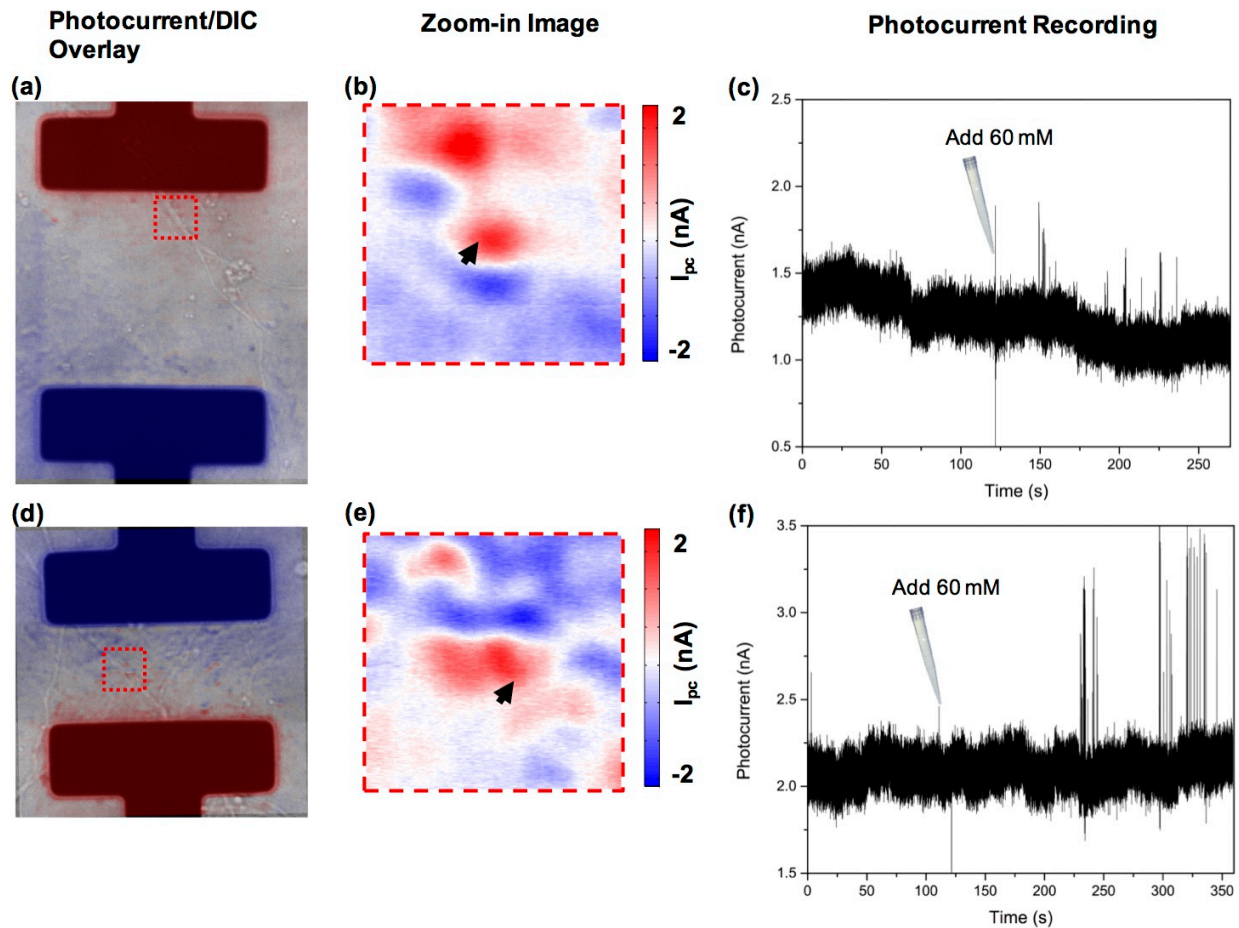 Photocurrent/DIC
Overlay
Zoom-in Image
Photocurrent Recording
(a)
(b)
2
I_pc (nA)
-2
(c)
2.5
2.0
1.5
1.0
0.5
Photocurrent (nA)
Add 60 mM
0 50 100 150 200 250
Time (s)
(d)
(e)
2
I_pc (nA)
-2
(f)
3.5
3.0
2.5
2.0
1.5
Photocurrent (nA)
Add 60 mM
0 50 100 150 200 250 300 350
Time (s)